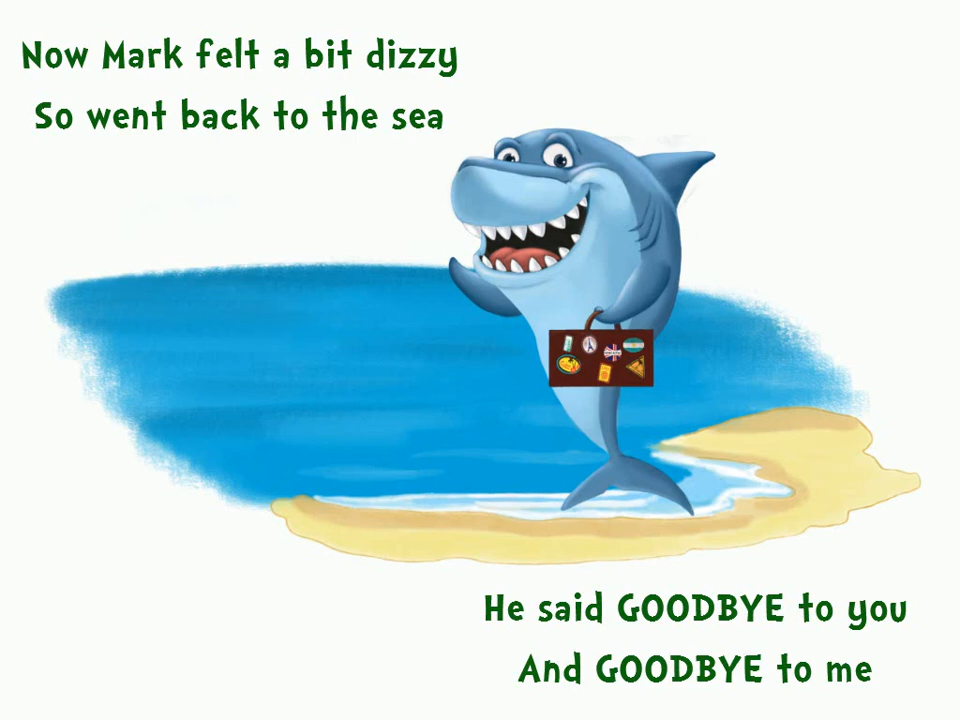 Now Mark felt a bit dizzy
So went back to the sea
He said GOODBYE to you
And GOODBYE to me